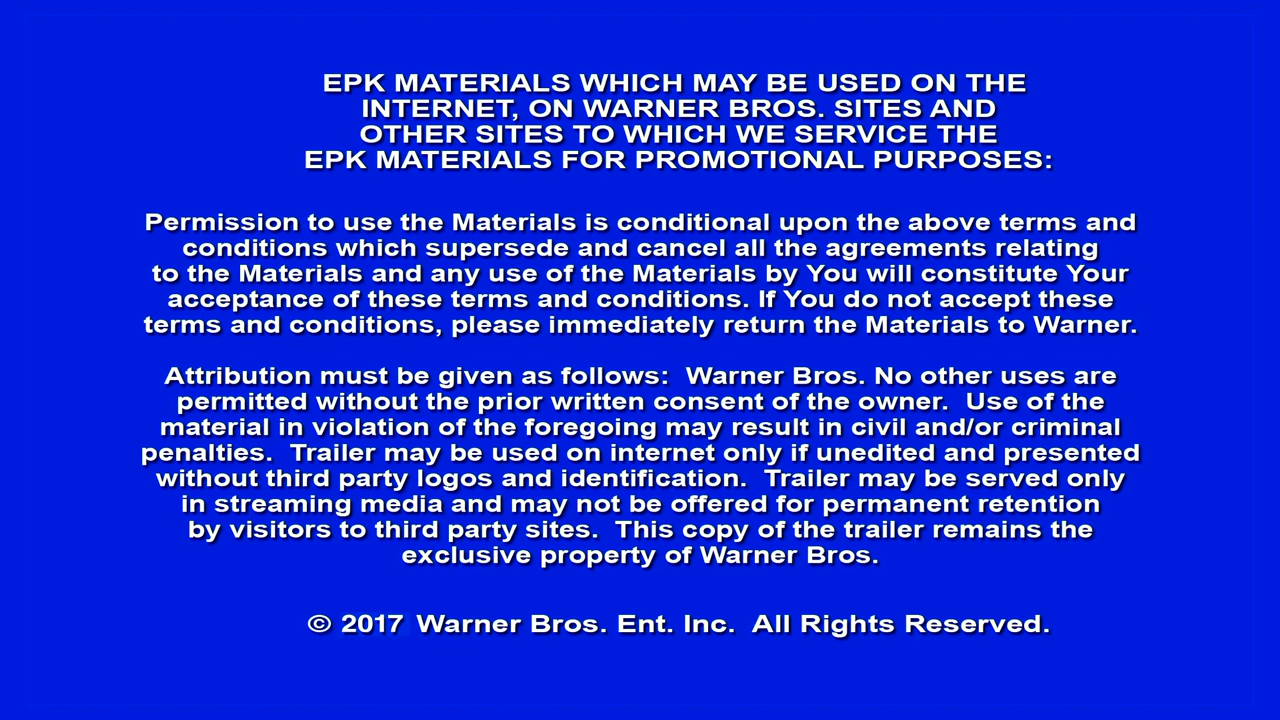 EPK MATERIALS WHICH MAY BE USED ON THE
INTERNET, ON WARNER BROS. SITES AND
OTHER SITES TO WHICH WE SERVICE THE
EPK MATERIALS FOR PROMOTIONAL PURPOSES:
Permission to use the Materials is conditional upon the above terms and
conditions which supersede and cancel all the agreements relating
to the Materials and any use of the Materials by You will constitute Your
acceptance of these terms and conditions. If You do not accept these
terms and conditions, please immediately return the Materials to Warner.
Attribution must be given as follows:  Warner Bros. No other uses are
permitted without the prior written consent of the owner.  Use of the
material in violation of the foregoing may result in civil and/or criminal
penalties.  Trailer may be used on internet only if unedited and presented
without third party logos and identification.  Trailer may be served only
in streaming media and may not be offered for permanent retention
by visitors to third party sites.  This copy of the trailer remains the
exclusive property of Warner Bros.
© 2017 Warner Bros. Ent. Inc.  All Rights Reserved.